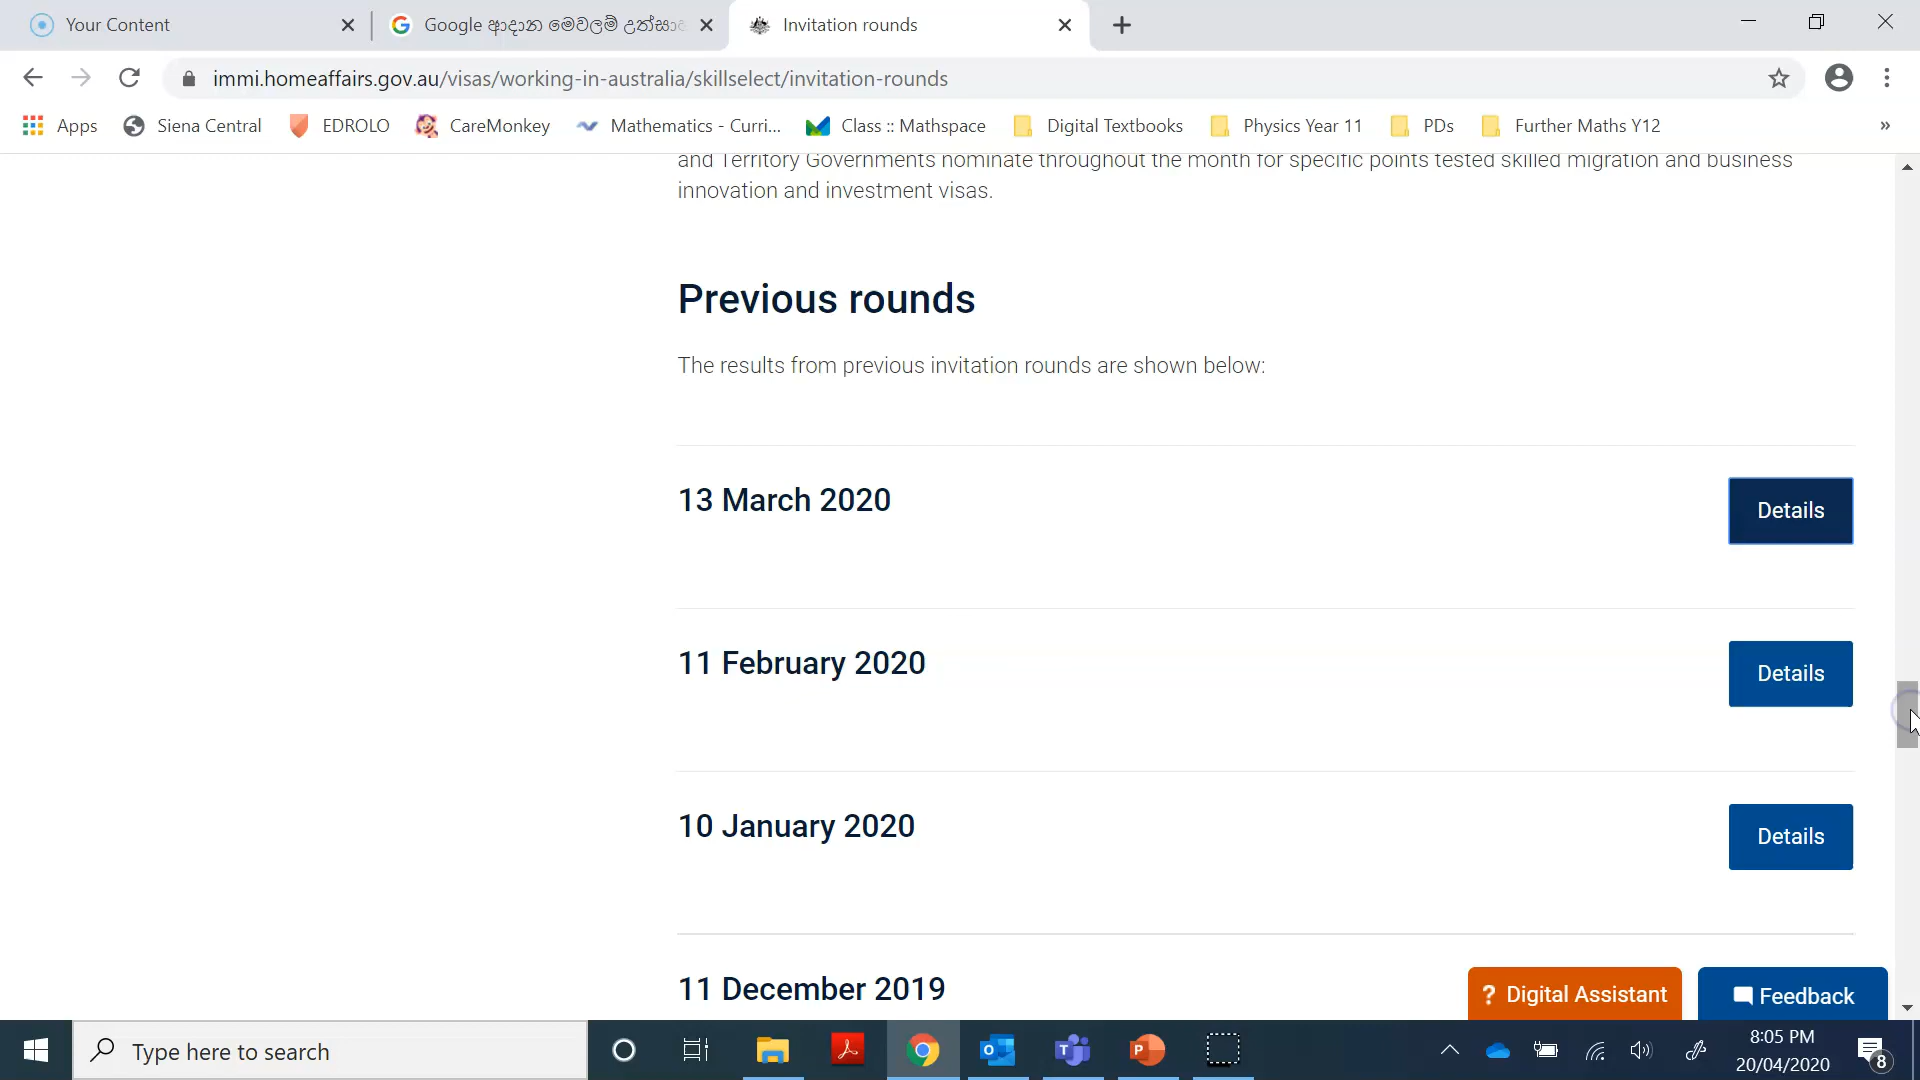 Your Content
Google ආදාන මෙවලම් උත්සාහ
Invitation rounds
immi.homeaffairs.gov.au/visas/working-in-australia/skillselect/invitation-rounds
Apps Siena Central EDROLO CareMonkey Mathematics - Curri... Class :: Mathspace Digital Textbooks Physics Year 11 PDs Further Maths Y12 »
and Territory Governments nominate throughout the month for specific points tested skilled migration and business
innovation and investment visas.
Previous rounds
The results from previous invitation rounds are shown below:
13 March 2020
Details
11 February 2020
Details
10 January 2020
Details
11 December 2019
? Digital Assistant
Feedback
Type here to search
8:05 PM
20/04/2020
8